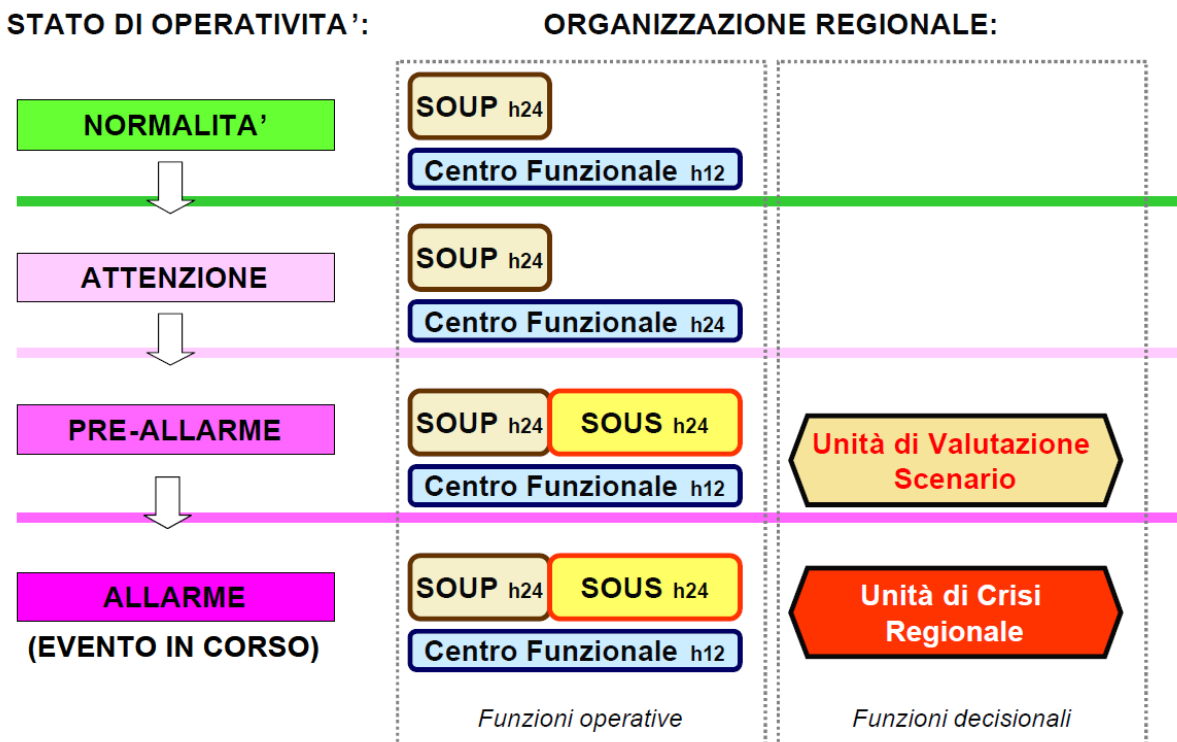 STATO DI OPERATIVITA’:
ORGANIZZAZIONE REGIONALE:
NORMALITA’
SOUP h24
Centro Funzionale h12
ATTENZIONE
SOUP h24
Centro Funzionale h24
PRE-ALLARME
SOUP h24
SOUS h24
Centro Funzionale h12
Unità di Valutazione
Scenario
ALLARME
(EVENTO IN CORSO)
SOUP h24
SOUS h24
Centro Funzionale h12
Unità di Crisi
Regionale
Funzioni operative
Funzioni decisionali